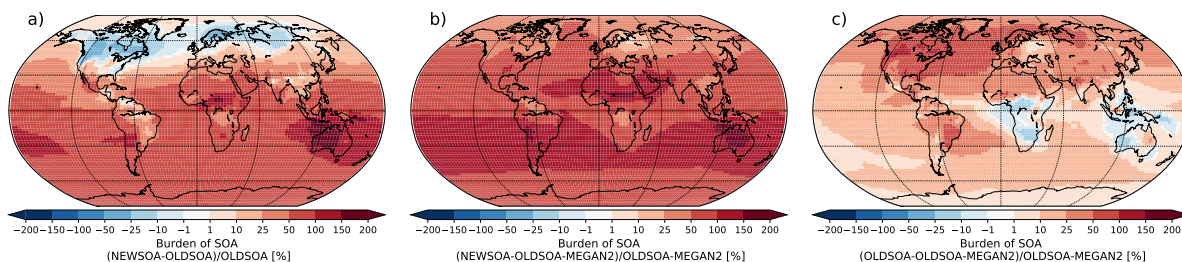 a)
−200 −150 −100 −50 −25 −10 −1 1 10 25 50 100 150 200
Burden of SOA
(NEWSOA-OLDSOA)/OLDSOA [%]
b)
−200 −150 −100 −50 −25 −10 −1 1 10 25 50 100 150 200
Burden of SOA
(NEWSOA-OLDSOA-MEGAN2)/OLDSOA-MEGAN2 [%]
c)
−200 −150 −100 −50 −25 −10 −1 1 10 25 50 100 150 200
Burden of SOA
(OLDSOA-OLDSOA-MEGAN2)/OLDSOA-MEGAN2 [%]